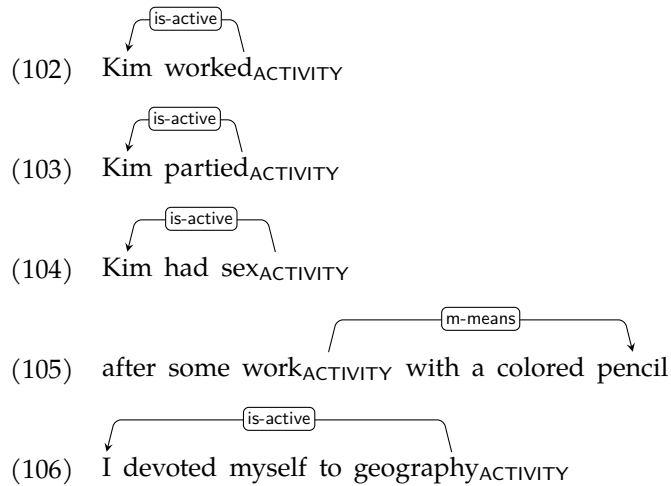 is-active
(102) Kim worked ACTIVITY
is-active
(103) Kim partied ACTIVITY
is-active
(104) Kim had sex ACTIVITY
m-means
(105) after some work ACTIVITY with a colored pencil
is-active
(106) I devoted myself to geography ACTIVITY